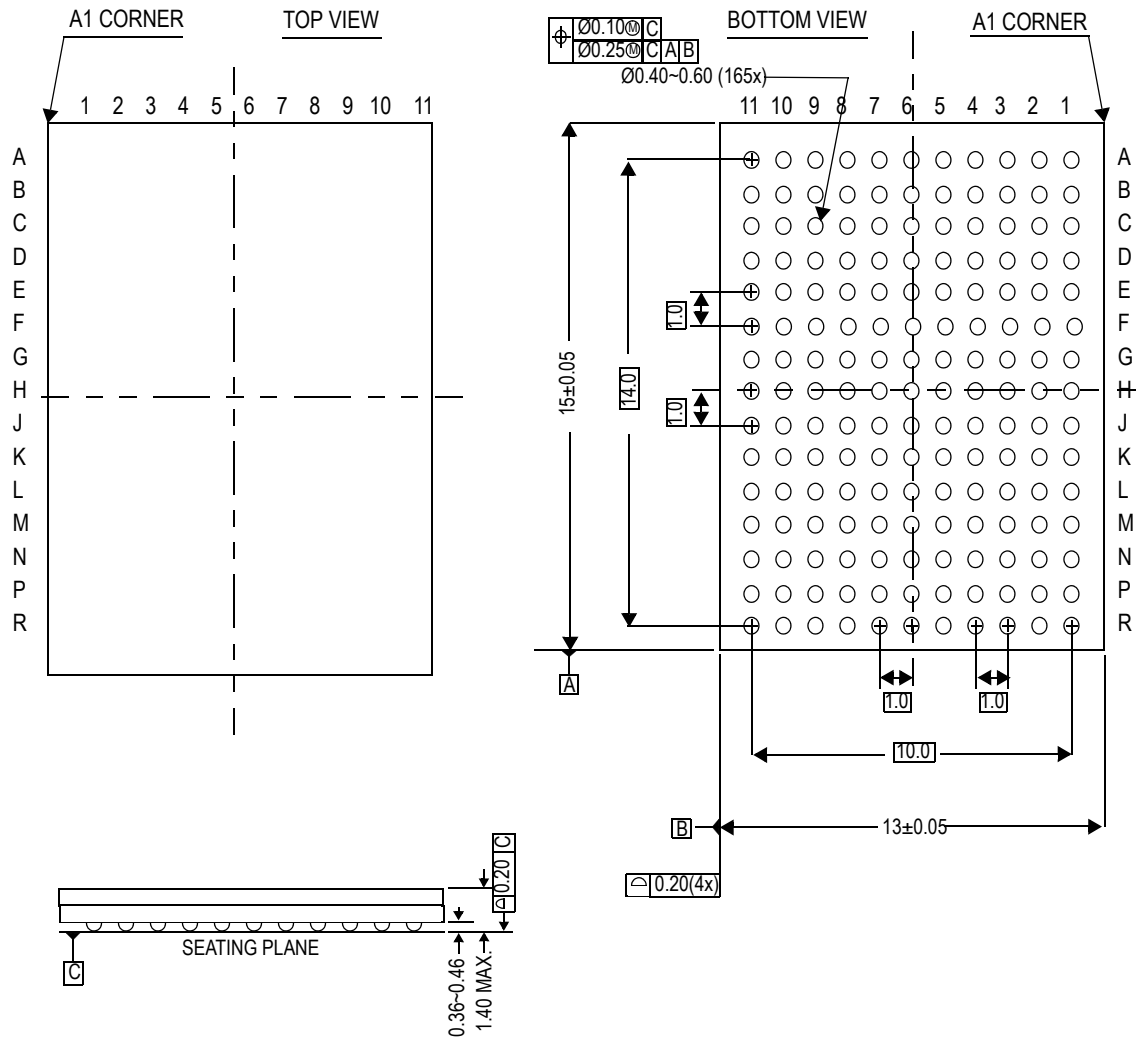 A1 CORNER
TOP VIEW
1 2 3 4 5 6 7 8 9 10 11
A
B
C
D
E
F
G
H
J
K
L
M
N
P
R
Ø0.10Ⓜ C
Ø0.25Ⓜ C A B
Ø0.40~0.60 (165x)
BOTTOM VIEW
A1 CORNER
11 10 9 8 7 6 5 4 3 2 1
A
B
C
D
E
F
G
H
J
K
L
M
N
P
R
15±0.05
14.0
1.0
1.0
A
1.0
1.0
10.0
B
13±0.05
0.20(4x)
0.20 C
SEATING PLANE
C
0.36~0.46
1.40 MAX.